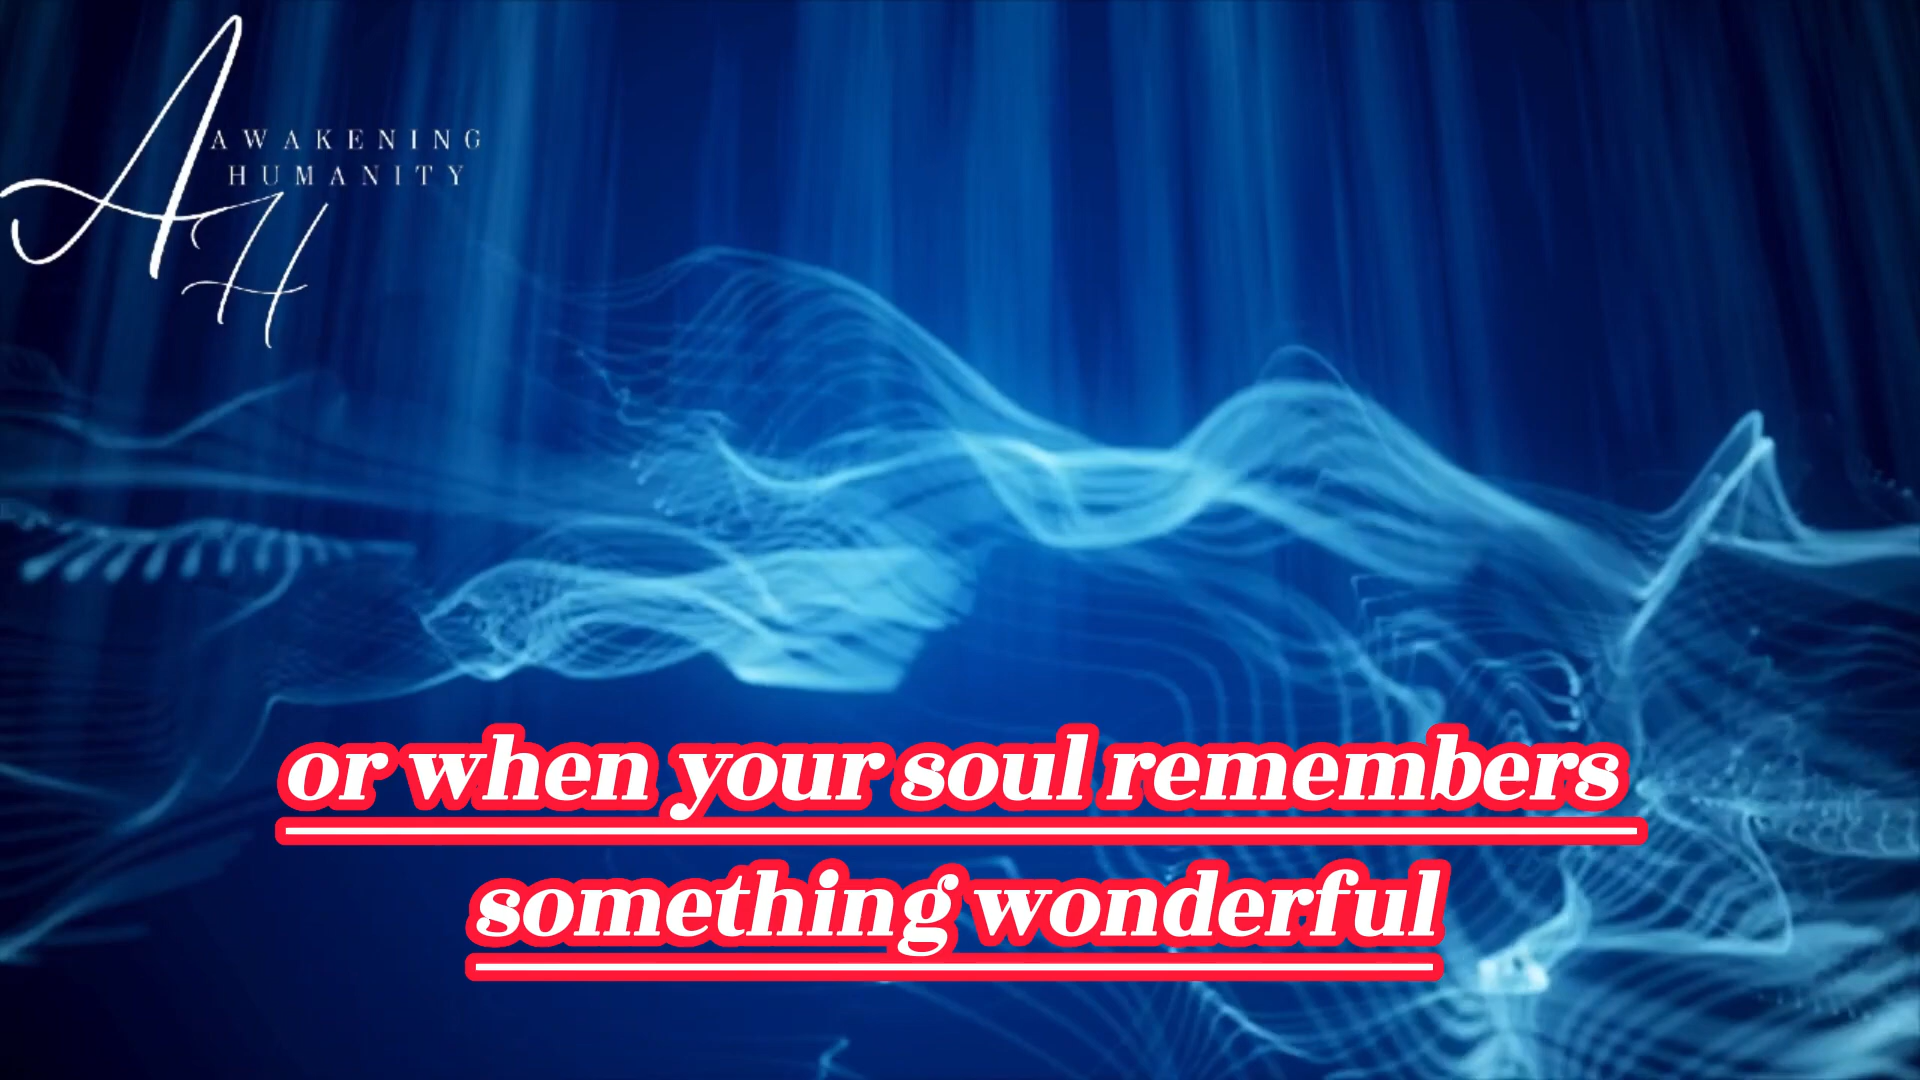 A
AWAKENING
HUMANITY
H
or when your soul remembers
something wonderful